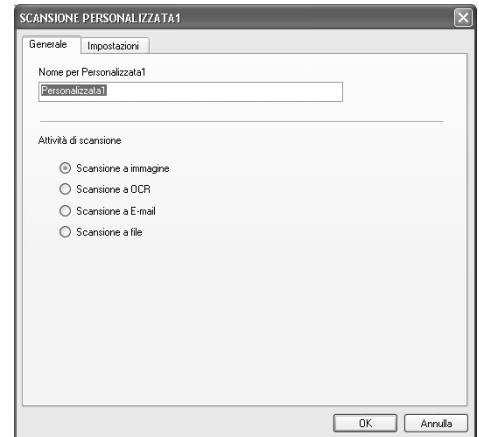 SCANSIONE PERSONALIZZATA1
Generale Impostazioni
Nome per Personalizzata1
Personalizzata1
Attività di scansione
Scansione a immagine
Scansione a OCR
Scansione a E-mail
Scansione a file
OK Annulla